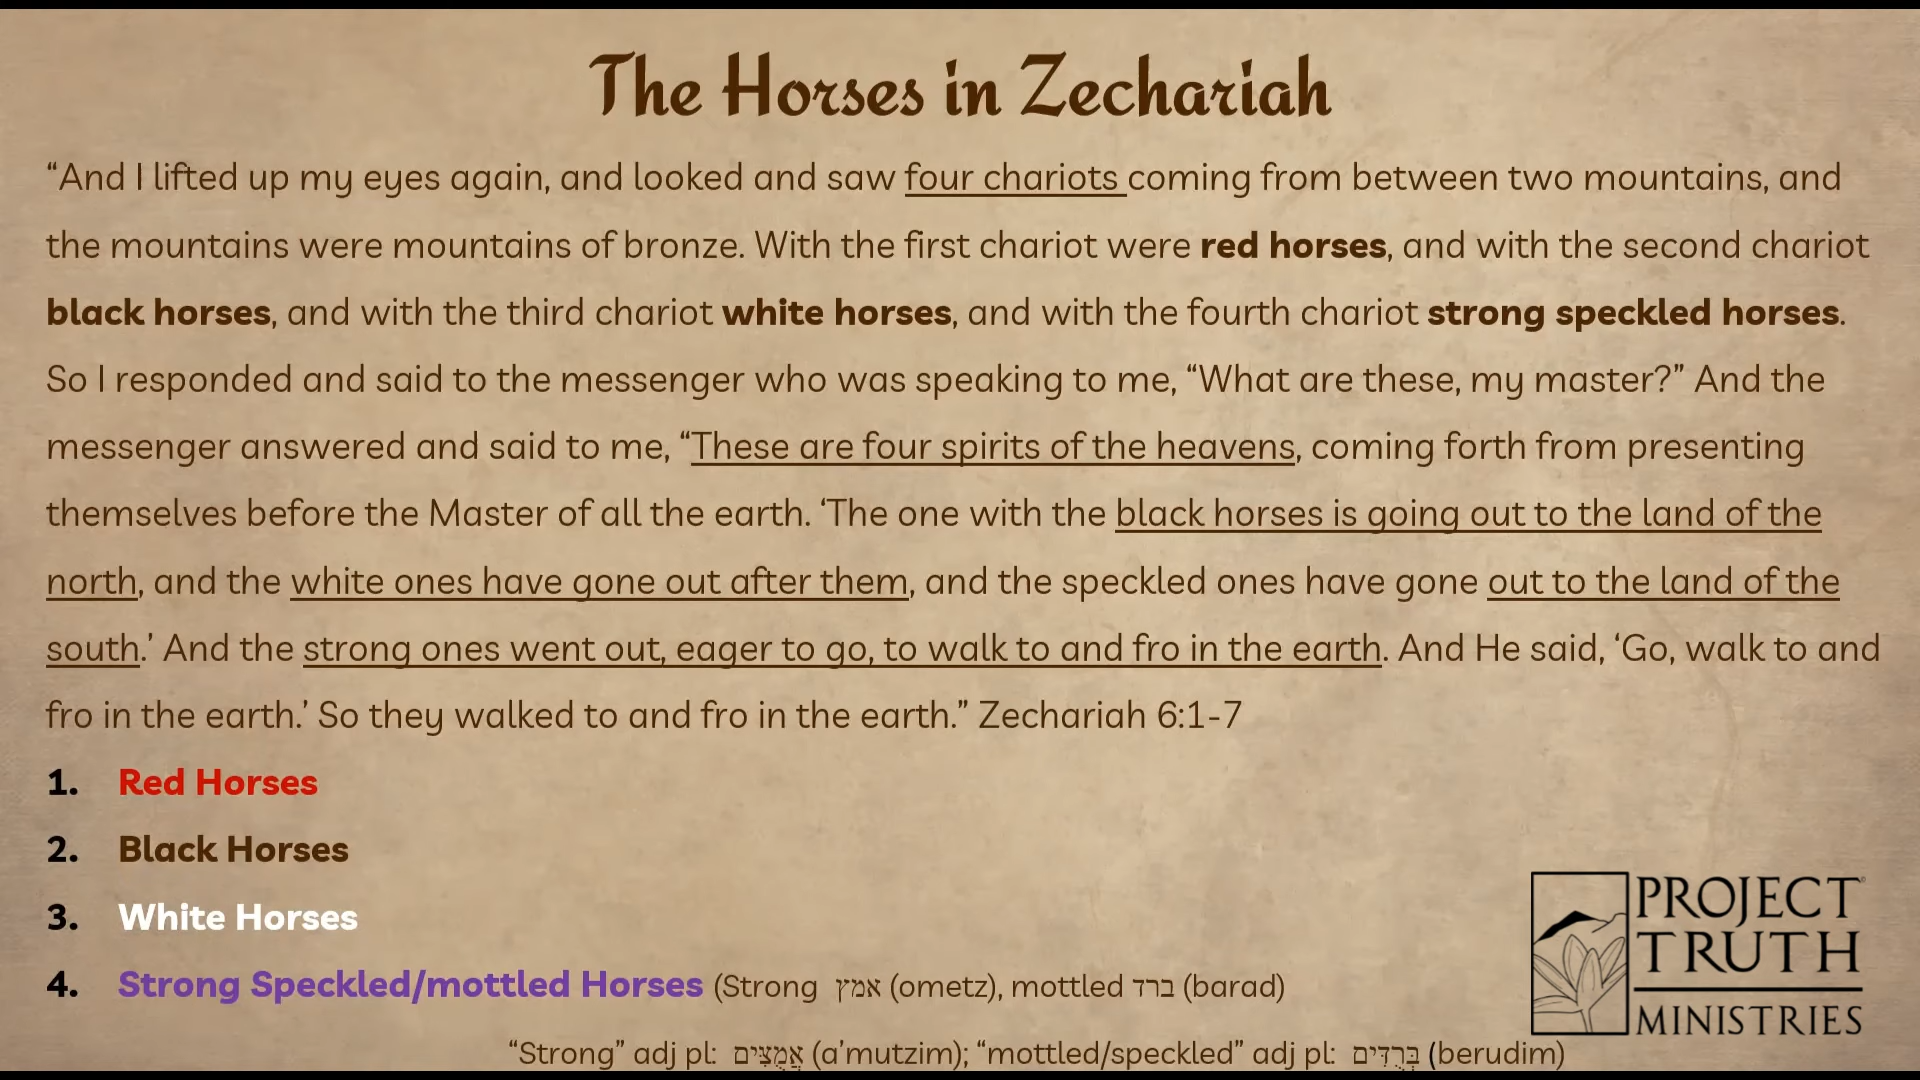 The Horses in Zechariah
“And I lifted up my eyes again, and looked and saw four chariots coming from between two mountains, and
the mountains were mountains of bronze. With the first chariot were red horses, and with the second chariot
black horses, and with the third chariot white horses, and with the fourth chariot strong speckled horses.
So I responded and said to the messenger who was speaking to me, “What are these, my master?” And the
messenger answered and said to me, “These are four spirits of the heavens, coming forth from presenting
themselves before the Master of all the earth. ‘The one with the black horses is going out to the land of the
north, and the white ones have gone out after them, and the speckled ones have gone out to the land of the
south.’ And the strong ones went out, eager to go, to walk to and fro in the earth. And He said, ‘Go, walk to and
fro in the earth.’ So they walked to and fro in the earth.” Zechariah 6:1-7
1. Red Horses
2. Black Horses
3. White Horses
4. Strong Speckled/mottled Horses (Strong אמץ (ometz), mottled ברד (barad)
“Strong” adj pl: אֲמֻצִּים (a’mutzim); “mottled/speckled” adj pl: בְּרֻדִּים (berudim)
PROJECT
TRUTH
MINISTRIES